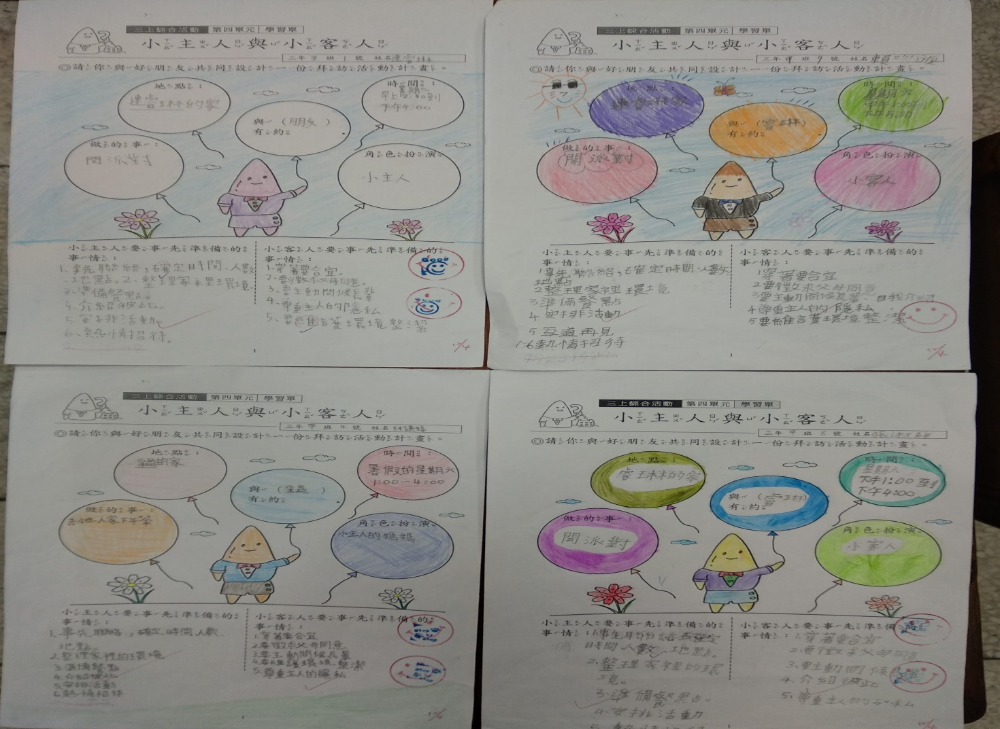 三上綜合活動 第四單元 學習單
小主人與小客人
三年甲班1號 姓名連睿琳
◎請你與好朋友共同設計一份拜訪活動計畫。
地點：
連睿琳的家
與（朋友）
有約
時間：
星期六
下午4:00
做的事：
開派對
角色扮演：
小主人
小主人要事先準備的
事情：
1.事先聯絡，確定時間、人數
、地點。2.整理家裡環境。
3.準備餐點。
4.介紹彼此。
5.安排活動
6.熱情招待。
小客人要事先準備的
事情：
1.穿著要合宜。
2.要徵求父母同意。
3.要主動問候長輩
4.尊重主人的隱私
5.要維護環境整潔
12/4
三上綜合活動 第四單元 學習單
小主人與小客人
三年甲班9號 姓名賴
◎請你與好朋友共同設計一份拜訪活動計畫。
地點：
連睿琳家
與（睿琳）
有約
時間：
星期六
做的事：
開派對
角色扮演：
小客人
小主人要事先準備的
事情：
1事先聯絡，確定時間、人數
地點
2整理家裡環境
3準備餐點
4安排活動
5互道再見
6熱情招待
小客人要事先準備的
事情：
1穿著要合宜
2要徵求父母同意
3要主動問候長輩、自我介紹
4尊重主人的隱私
5要維護環境整潔
12/4
三上綜合活動 第四單元 學習單
小主人與小客人
三年甲班4號 姓名林
◎請你與好朋友共同設計一份拜訪活動計畫。
地點：
的家
與（ ）
有約
時間：
暑假的星期六
1:00－4:00
做的事：
去小主人家下午茶
角色扮演：
小主人的媽媽
小主人要事先準備的
事情：
1.事先聯絡，確定時間人數、
地點。
2.整理家裡的環境
3.準備餐點
4.介紹彼此
5.安排活動
6.熱情招待
小客人要事先準備的
事情：
1.穿著要合宜
2.要徵求父母同意
3.要主動問候長輩
4.要維護環境整潔
5.尊重主人的隱私
12/4
三上綜合活動 第四單元 學習單
小主人與小客人
三年甲班5號 姓名
◎請你與好朋友共同設計一份拜訪活動計畫。
地點：
睿琳的家
與（睿琳）
有約
時間：
星期六
下午1:00到
下午4:00
做的事：
開派對
角色扮演：
小客人
小主人要事先準備的
事情：1.事先聯絡確定
時間人數、地點。
2.整理家裡的環
境。
3.準備餐點。
4.安排活動
小客人要事先準備的
事情：
1.穿著要合宜
2.要徵求父母同意
3.要主動問候
4.介紹彼此
5.尊重主人的ㄣˇ私